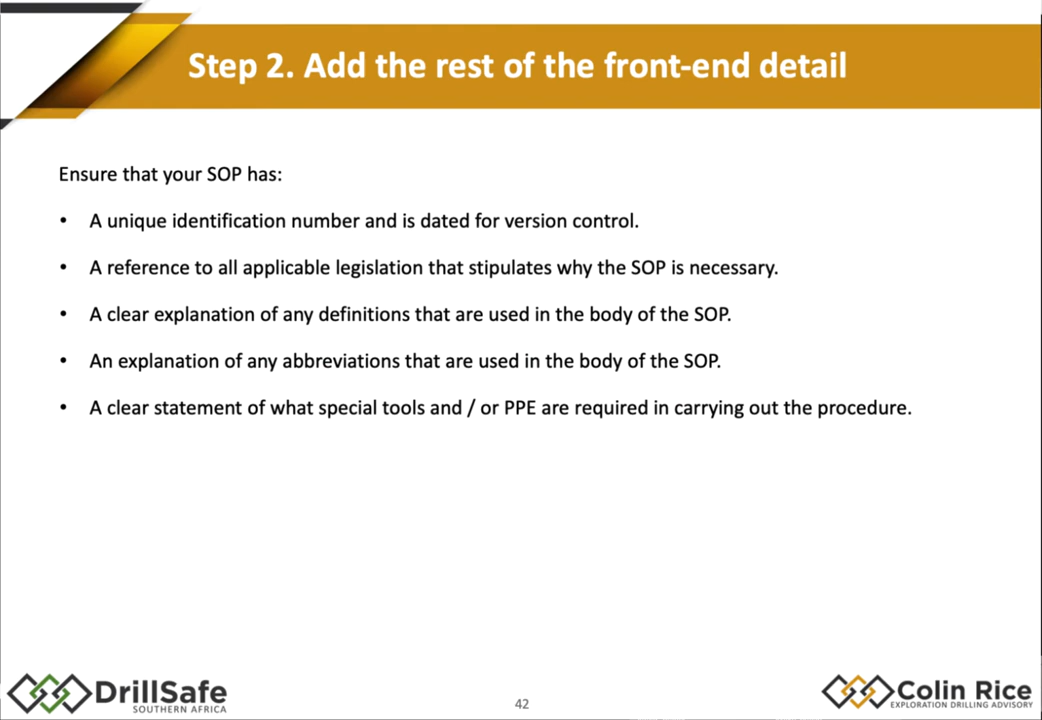 Step 2. Add the rest of the front-end detail
Ensure that your SOP has:
• A unique identification number and is dated for version control.
• A reference to all applicable legislation that stipulates why the SOP is necessary.
• A clear explanation of any definitions that are used in the body of the SOP.
• An explanation of any abbreviations that are used in the body of the SOP.
• A clear statement of what special tools and / or PPE are required in carrying out the procedure.
DrillSafe
SOUTHERN AFRICA
42
Colin Rice
EXPLORATION DRILLING ADVISORY